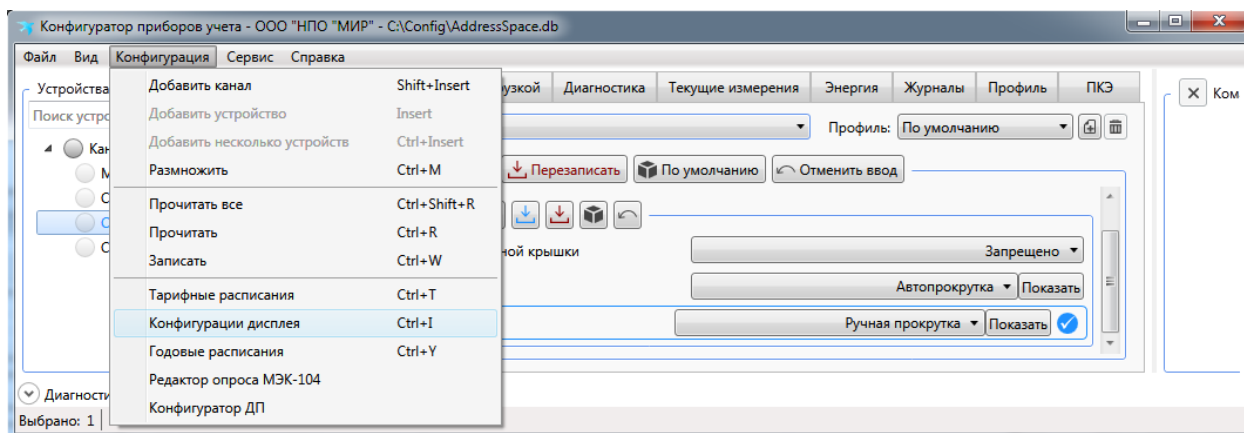 Конфигуратор приборов учета - ООО "НПО "МИР" - C:\Config\AddressSpace.db
Файл Вид Конфигурация Сервис Справка
Устройства
Поиск устро
Кан
Добавить канал Shift+Insert
Добавить устройство Insert
Добавить несколько устройств Ctrl+Insert
Размножить Ctrl+M
Прочитать все Ctrl+Shift+R
Прочитать Ctrl+R
Записать Ctrl+W
Тарифные расписания Ctrl+T
Конфигурации дисплея Ctrl+I
Годовые расписания Ctrl+Y
Редактор опроса МЭК-104
Конфигуратор ДП
узкой Диагностика Текущие измерения Энергия Журналы Профиль ПКЭ
Профиль: По умолчанию
Перезаписать По умолчанию Отменить ввод
ной крышки Запрещено
Автопрокрутка Показать
Ручная прокрутка Показать
Ком
Диагности
Выбрано: 1